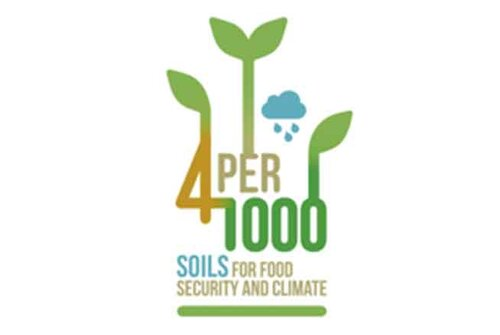 4 PER
1000
SOILS FOR FOOD
SECURITY AND CLIMATE